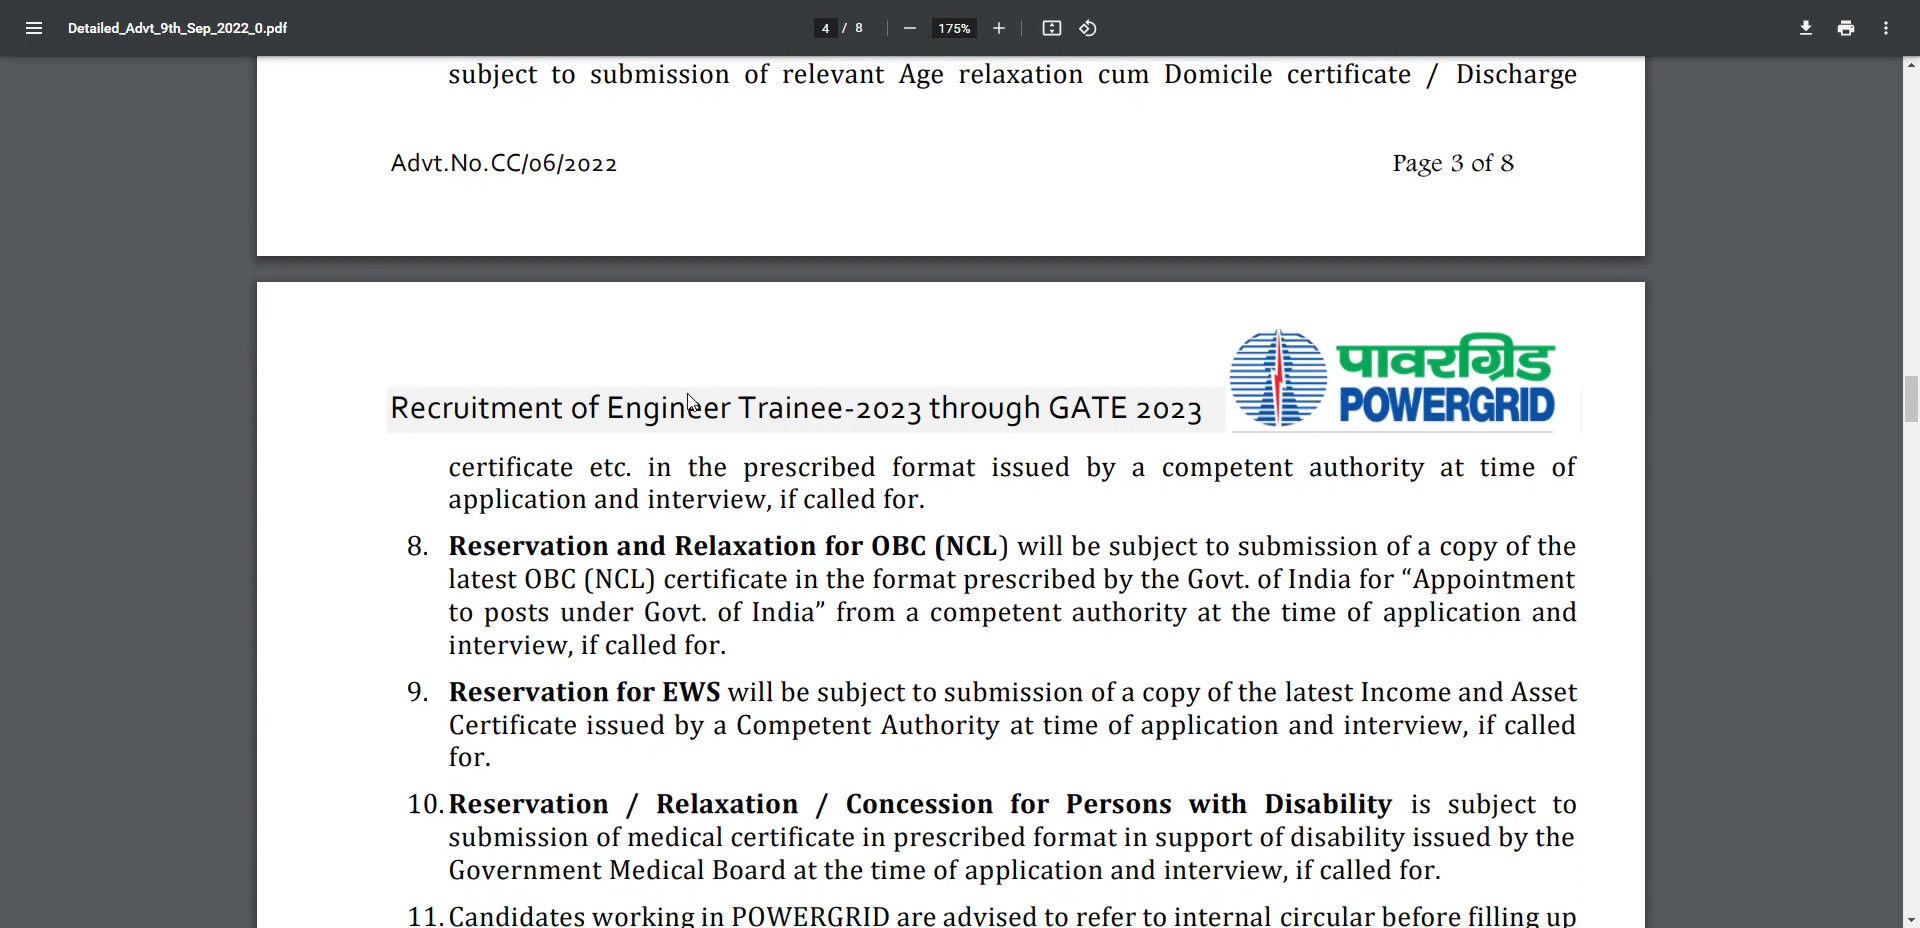 Detailed_Advt_9th_Sep_2022_0.pdf
4 / 8
175%
subject to submission of relevant Age relaxation cum Domicile certificate / Discharge
Advt.No.CC/06/2022
Page 3 of 8
पावरग्रिड
POWERGRID
Recruitment of Engineer Trainee-2023 through GATE 2023
certificate etc. in the prescribed format issued by a competent authority at time of
application and interview, if called for.
8. Reservation and Relaxation for OBC (NCL) will be subject to submission of a copy of the
latest OBC (NCL) certificate in the format prescribed by the Govt. of India for “Appointment
to posts under Govt. of India” from a competent authority at the time of application and
interview, if called for.
9. Reservation for EWS will be subject to submission of a copy of the latest Income and Asset
Certificate issued by a Competent Authority at time of application and interview, if called
for.
10. Reservation / Relaxation / Concession for Persons with Disability is subject to
submission of medical certificate in prescribed format in support of disability issued by the
Government Medical Board at the time of application and interview, if called for.
11. Candidates working in POWERGRID are advised to refer to internal circular before filling up